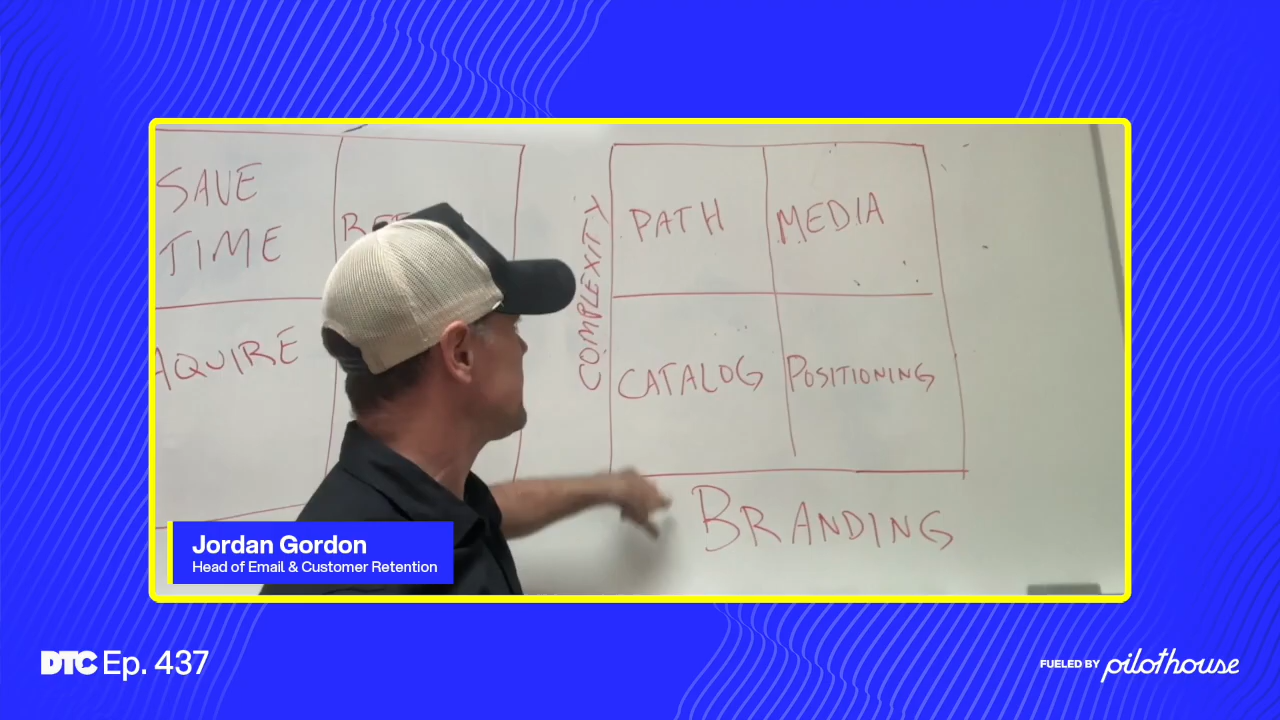 SAVE
TIME
AQUIRE
COMPLEXITY
PATH
MEDIA
CATALOG
POSITIONING
BRANDING
Jordan Gordon
Head of Email & Customer Retention
DTC Ep. 437
FUELED BY pilothouse